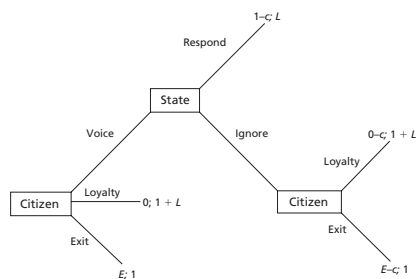 1–c; L
Respond
State
Voice
Ignore
0–c; 1 + L
Loyalty
Citizen
Loyalty
0; 1 + L
Citizen
Exit
Exit
E; 1
E–c; 1